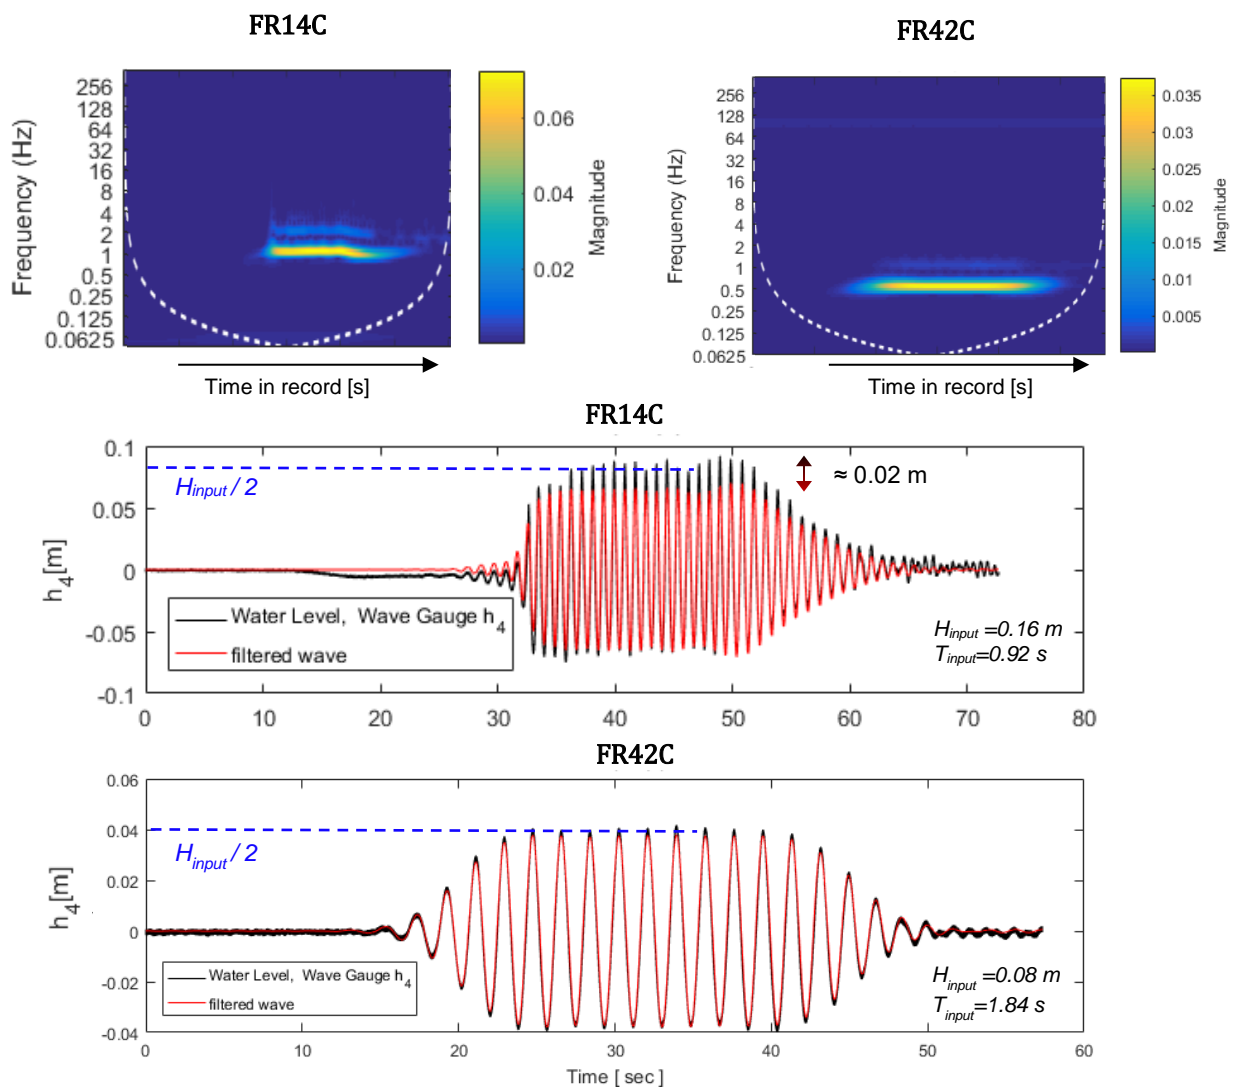 FR14C
FR42C
Frequency (Hz)
256
128
64
32
16
8
4
2
1
0.5
0.25
0.125
0.0625
0.06
0.04
0.02
Magnitude
Time in record [s]
Frequency (Hz)
256
128
64
32
16
8
4
2
1
0.5
0.25
0.125
0.0625
0.035
0.03
0.025
0.02
0.015
0.01
0.005
Magnitude
Time in record [s]
FR14C
h4[m]
0.1
0.05
0
-0.05
-0.1
Hinput / 2
≈ 0.02 m
Water Level, Wave Gauge h4
filtered wave
Hinput =0.16 m
Tinput=0.92 s
0 10 20 30 40 50 60 70 80
FR42C
h4[m]
0.06
0.04
0.02
0
-0.02
-0.04
Hinput / 2
Water Level, Wave Gauge h4
filtered wave
Hinput =0.08 m
Tinput=1.84 s
0 10 20 30 40 50 60
Time [ sec ]